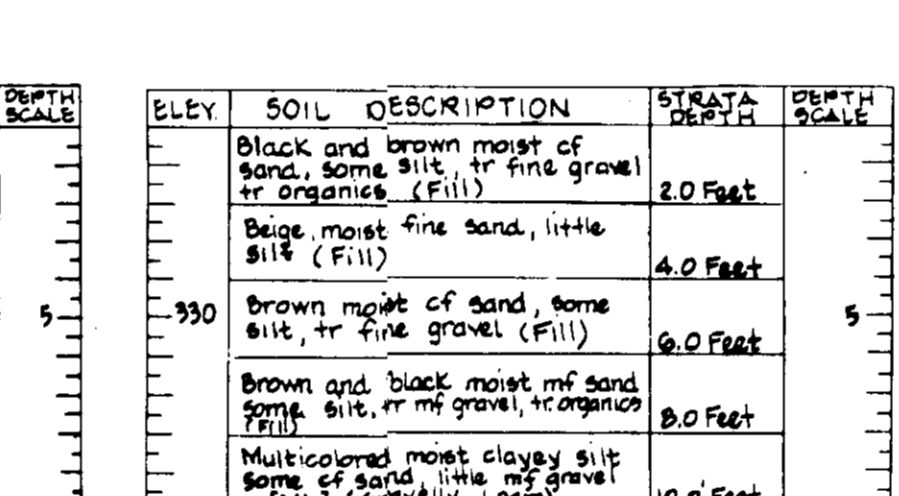 DEPTH SCALE
ELEV. SOIL DESCRIPTION STRATA DEPTH DEPTH SCALE
Black and brown moist cf
sand, some silt, tr fine gravel
tr organics (Fill) 2.0 Feet
Beige, moist fine sand, little
silt (Fill)
4.0 Feet
5 330 Brown moist cf sand, some 5
silt, tr fine gravel (Fill)
6.0 Feet
Brown and black moist mf sand
some silt, tr mf gravel, tr. organics
(Fill) 8.0 Feet
Multicolored moist clayey silt
some cf sand, little mf gravel